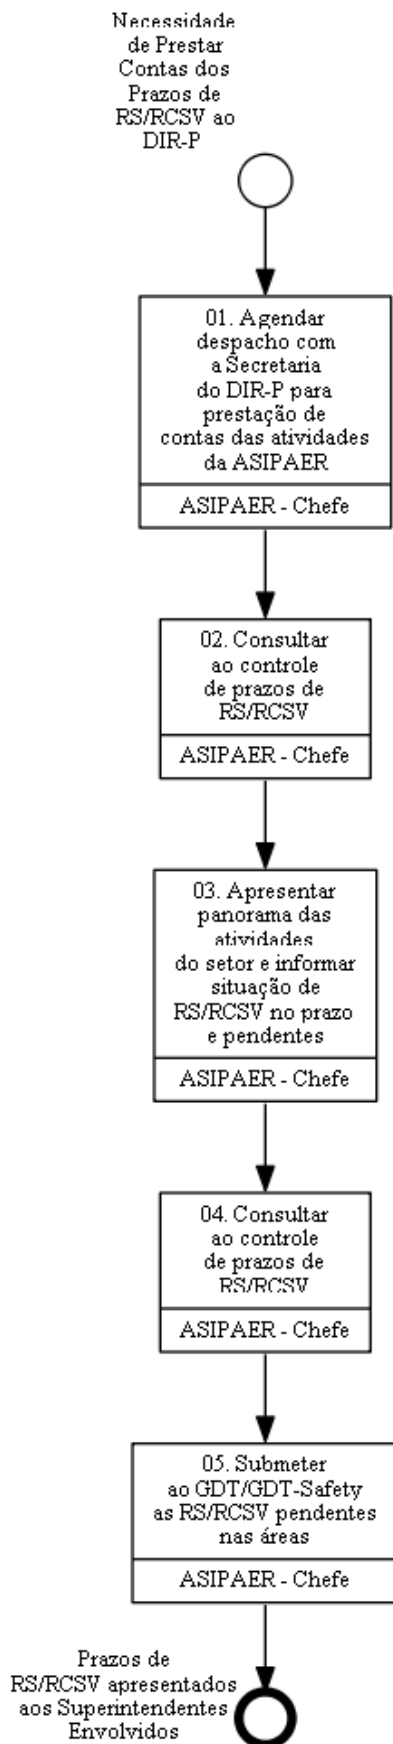 Necessidade
de Prestar
Contas dos
Prazos de
RS/RCSV ao
DIR-P
01. Agendar
despacho com
a Secretaria
do DIR-P para
prestação de
contas das atividades
da ASIPAER
ASIPAER - Chefe
02. Consultar
ao controle
de prazos de
RS/RCSV
ASIPAER - Chefe
03. Apresentar
panorama das
atividades
do setor e informar
situação de
RS/RCSV no prazo
e pendentes
ASIPAER - Chefe
04. Consultar
ao controle
de prazos de
RS/RCSV
ASIPAER - Chefe
05. Submeter
ao GDT/GDT-Safety
as RS/RCSV pendentes
nas áreas
ASIPAER - Chefe
Prazos de
RS/RCSV apresentados
aos Superintendentes
Envolvidos